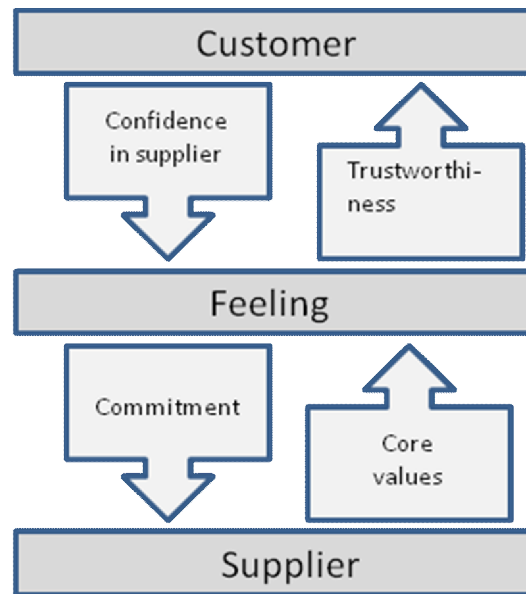 Customer
Confidence
in supplier
Trustworthi-
ness
Feeling
Commitment
Core
values
Supplier